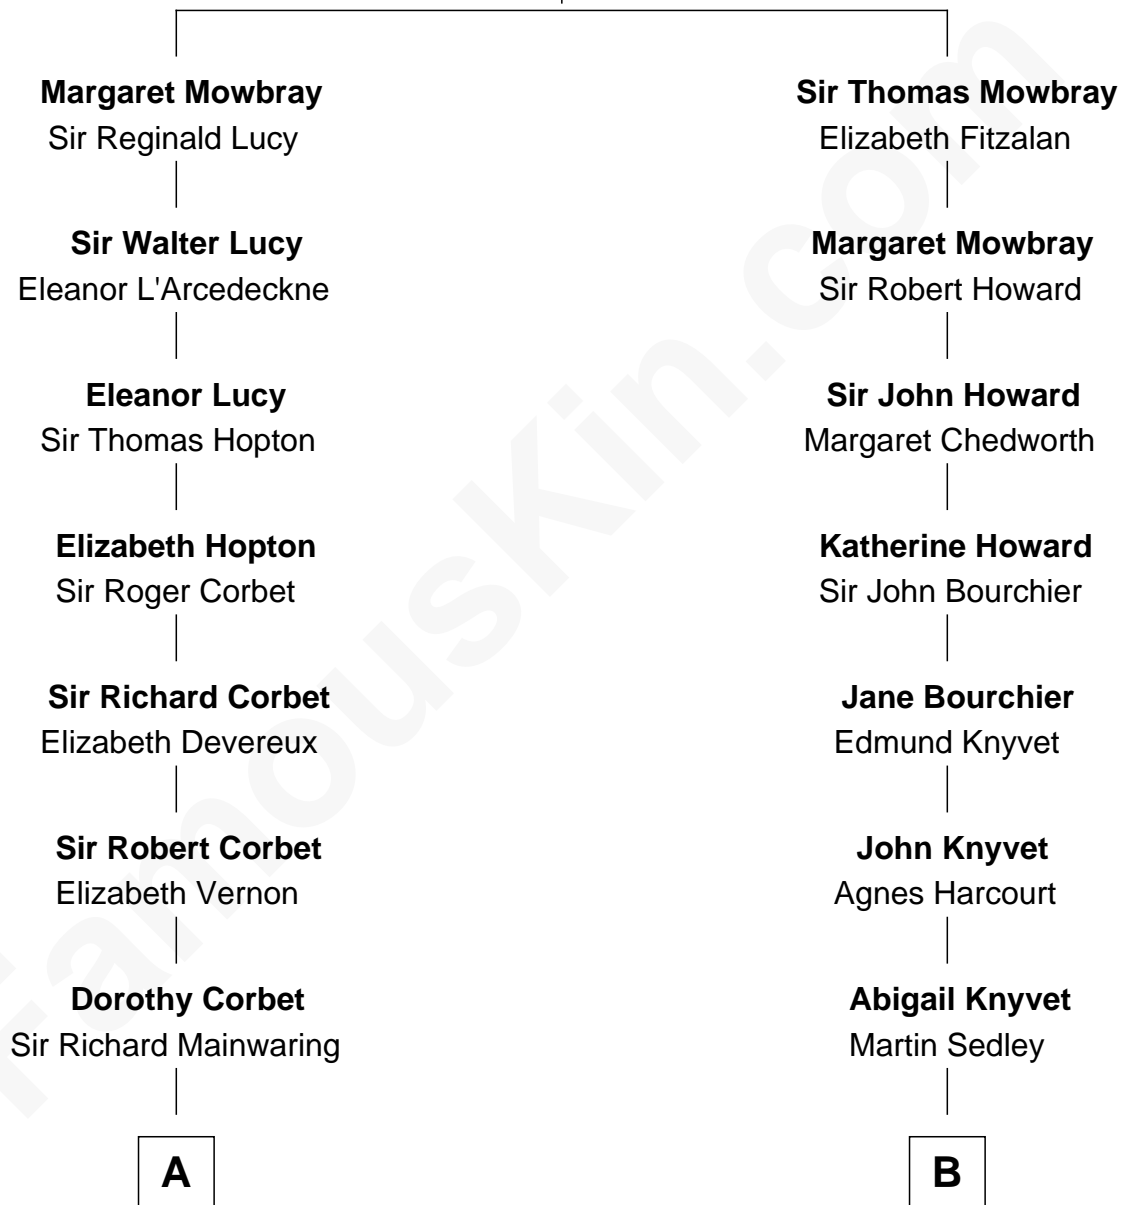 Margaret Mowbray
Sir Reginald Lucy
Sir Thomas Mowbray
Elizabeth Fitzalan
Sir Walter Lucy
Eleanor L'Arcedeckne
Margaret Mowbray
Sir Robert Howard
Eleanor Lucy
Sir Thomas Hopton
Sir John Howard
Margaret Chedworth
Elizabeth Hopton
Sir Roger Corbet
Katherine Howard
Sir John Bourchier
Sir Richard Corbet
Elizabeth Devereux
Jane Bourchier
Edmund Knyvet
Sir Robert Corbet
Elizabeth Vernon
John Knyvet
Agnes Harcourt
Dorothy Corbet
Sir Richard Mainwaring
Abigail Knyvet
Martin Sedley
A
B
FamousKin.com